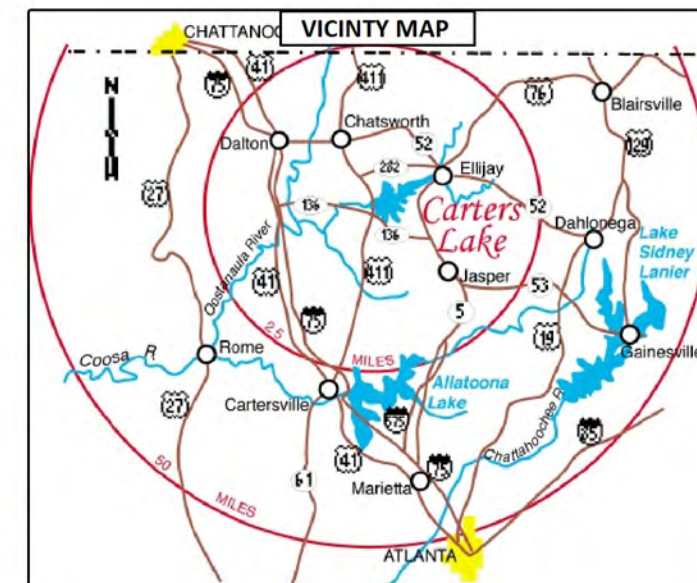 VICINTY MAP
CHATTANOO
41
75
411
N
76
Blairsville
Chatsworth
Dalton
52
129
282
Ellijay
27
136
Carters
Lake
52
Dahlonega
136
Lake
Sidney
Lanier
Oostanaula River
411
Jasper
41
53
5
75
25
MILES
19
Gainesville
Coosa R
Rome
Allatoona
Lake
Cartersville
27
575
Chattahoochee R
85
41
50
MILES
61
75
Marietta
ATLANTA